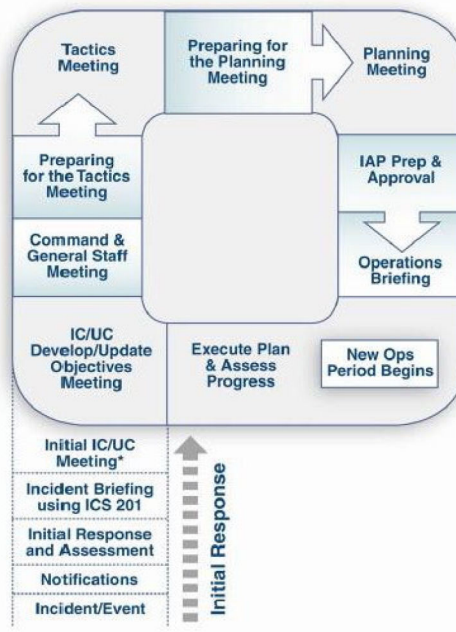 Tactics
Meeting
Preparing for
the Planning
Meeting
Planning
Meeting
Preparing
for the Tactics
Meeting
IAP Prep &
Approval
Command &
General Staff
Meeting
Operations
Briefing
IC/UC
Develop/Update
Objectives
Meeting
Execute Plan
& Assess
Progress
New Ops
Period Begins
Initial IC/UC
Meeting*
Incident Briefing
using ICS 201
Initial Response
and Assessment
Notifications
Incident/Event
Initial Response